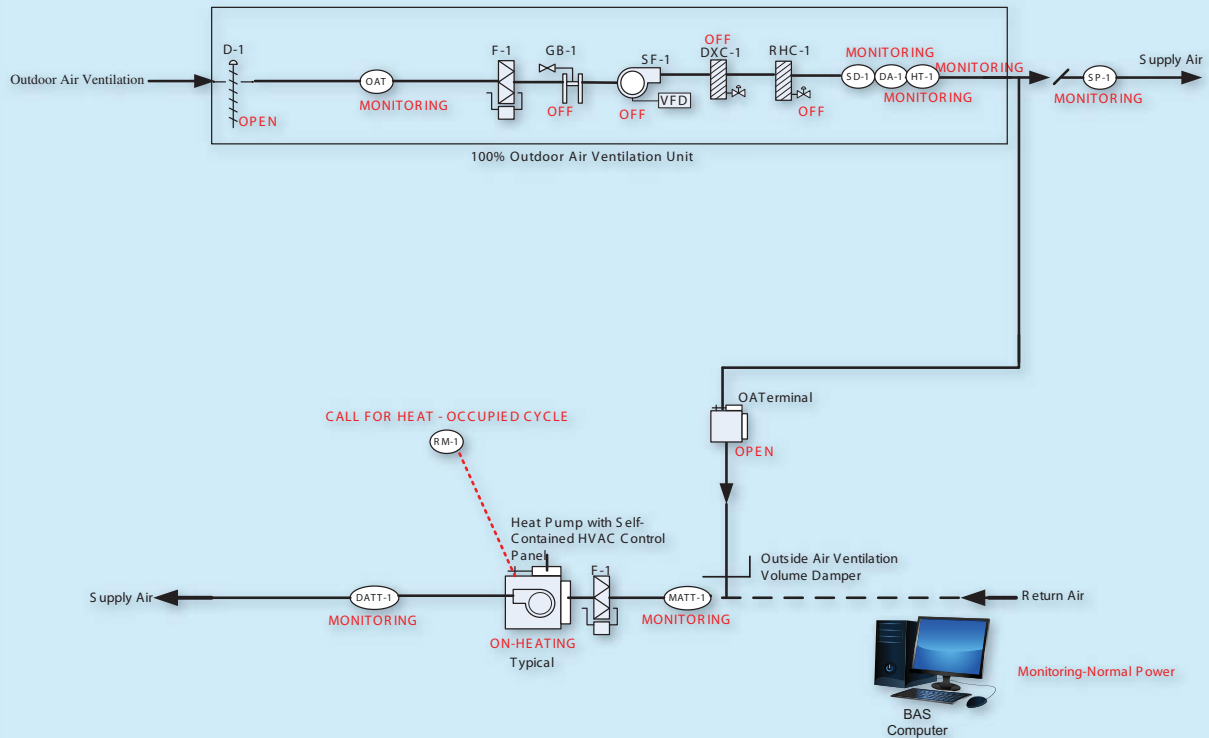 D-1
F-1
GB-1
SF-1
OFF
DXC-1
RHC-1
MONITORING
MONITORING
Supply Air
Outdoor Air Ventilation
OAT
SD-1
DA-1
HT-1
SP-1
MONITORING
OPEN
OFF
OFF
VFD
OFF
MONITORING
MONITORING
100% Outdoor Air Ventilation Unit
OATerminal
CALL FOR HEAT - OCCUPIED CYCLE
RM-1
OPEN
Heat Pump with Self-
Contained HVAC Control
Panel
F-1
Outside Air Ventilation
Volume Damper
Supply Air
DATT-1
MATT-1
Return Air
MONITORING
MONITORING
ON-HEATING
Typical
Monitoring-Normal Power
BAS
Computer